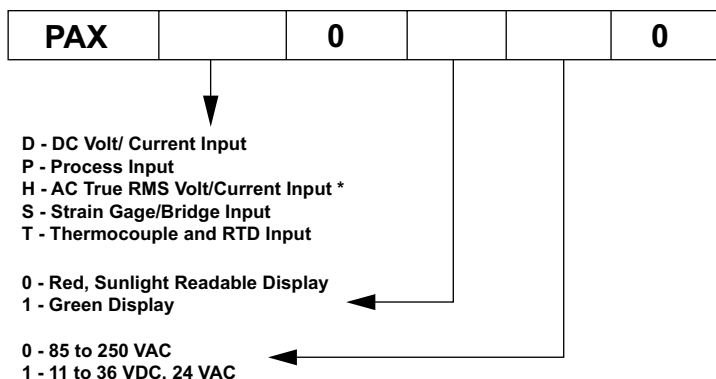 PAX 0 0
D - DC Volt/ Current Input
P - Process Input
H - AC True RMS Volt/Current Input *
S - Strain Gage/Bridge Input
T - Thermocouple and RTD Input
0 - Red, Sunlight Readable Display
1 - Green Display
0 - 85 to 250 VAC
1 - 11 to 36 VDC, 24 VAC